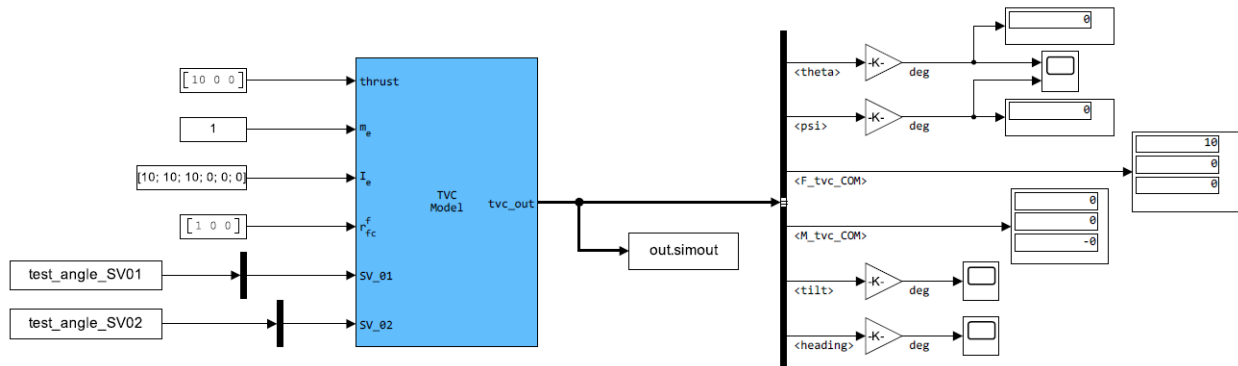 [10 0 0]
1
[10; 10; 10; 0; 0; 0]
[1 0 0]
test_angle_SV01
test_angle_SV02
thrust
m_e
I_e
r_fc^f
SV_01
SV_02
TVC
Model
tvc_out
out.simout
<theta>
-K-
deg
0
<psi>
-K-
deg
0
<F_tvc_COM>
10
0
0
<M_tvc_COM>
0
0
-0
<tilt>
-K-
deg
<heading>
-K-
deg